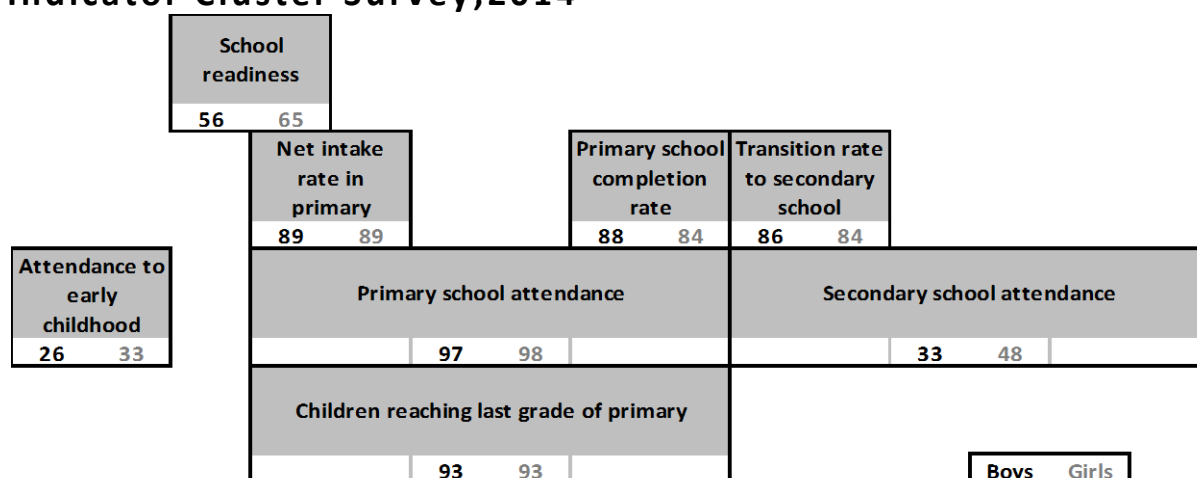 Indicator Cluster Survey,2014
School
readiness
56 65
Net intake
rate in
primary
89 89
Primary school
completion
rate
88 84
Transition rate
to secondary
school
86 84
Attendance to
early
childhood
26 33
Primary school attendance
97 98
Secondary school attendance
33 48
Children reaching last grade of primary
93 93
Boys Girls